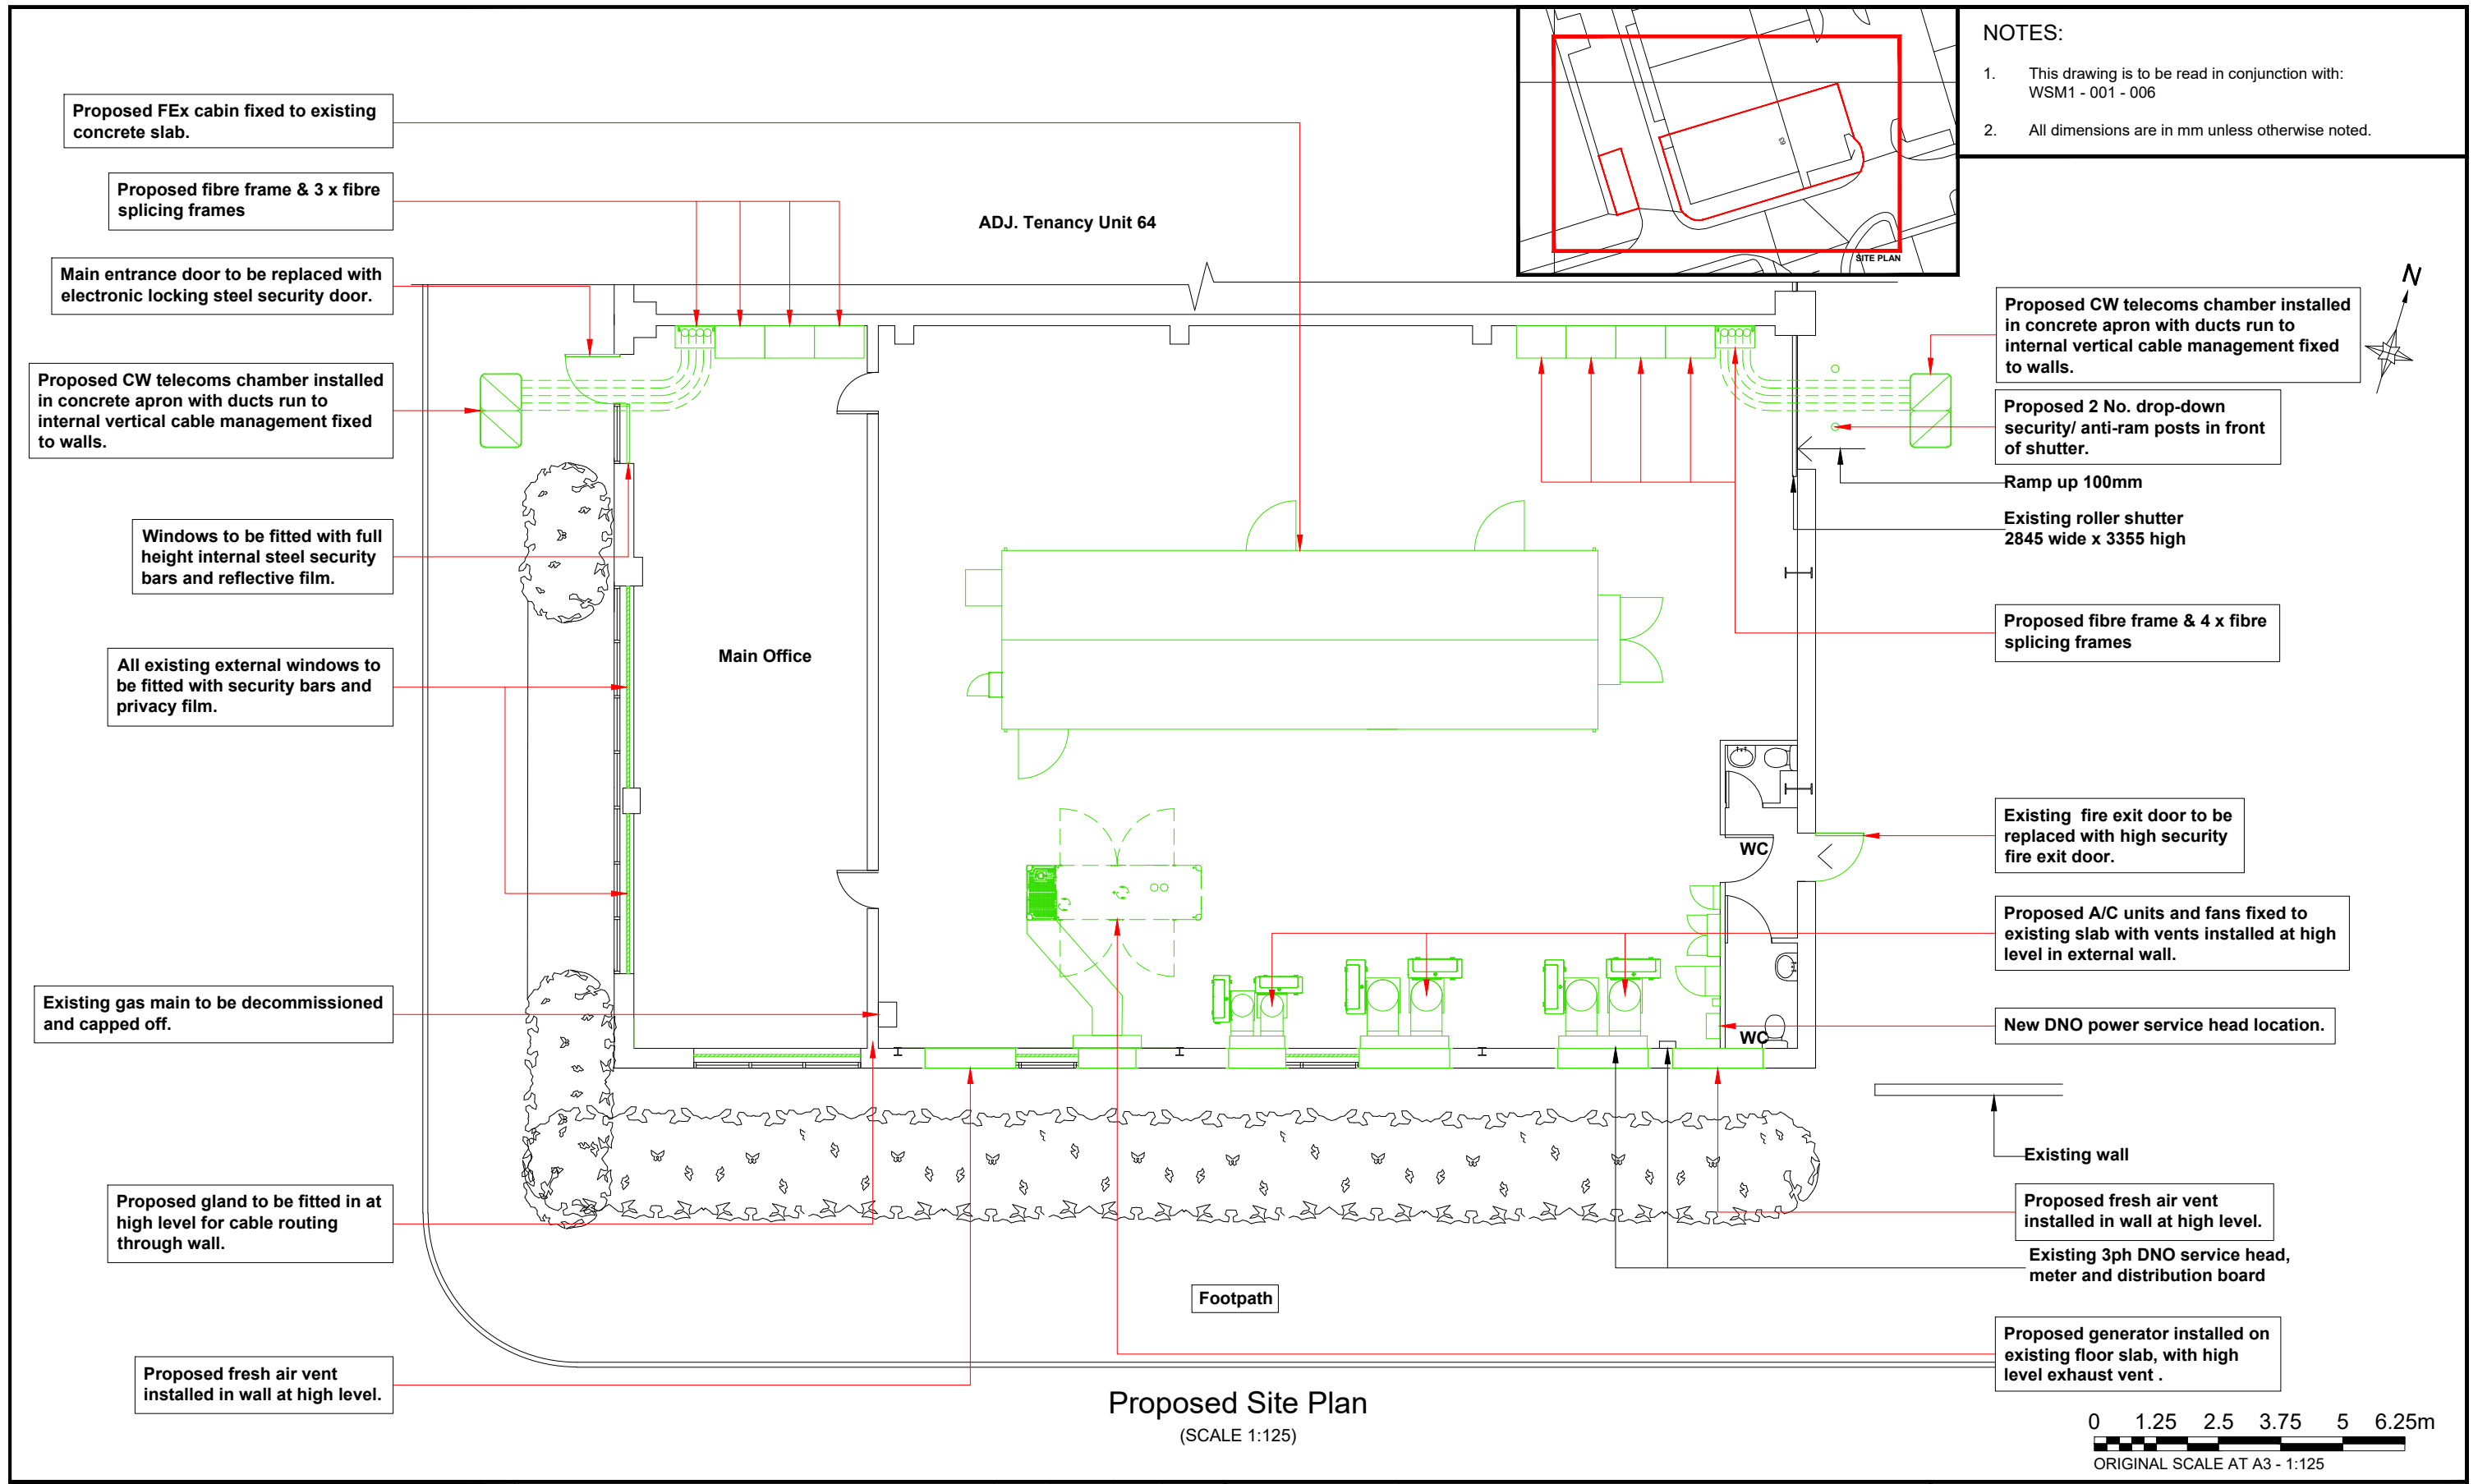 Proposed FEx cabin fixed to existing
concrete slab.
Proposed fibre frame & 3 x fibre
splicing frames
Main entrance door to be replaced with
electronic locking steel security door.
Proposed CW telecoms chamber installed
in concrete apron with ducts run to
internal vertical cable management fixed
to walls.
Windows to be fitted with full
height internal steel security
bars and reflective film.
All existing external windows to
be fitted with security bars and
privacy film.
Existing gas main to be decommissioned
and capped off.
Proposed gland to be fitted in at
high level for cable routing
through wall.
Proposed fresh air vent
installed in wall at high level.
ADJ. Tenancy Unit 64
Main Office
WC
WC
Footpath
Proposed Site Plan
(SCALE 1:125)
63
SITE PLAN
NOTES:
1. This drawing is to be read in conjunction with:
WSM1 - 001 - 006
2. All dimensions are in mm unless otherwise noted.
N
Proposed CW telecoms chamber installed
in concrete apron with ducts run to
internal vertical cable management fixed
to walls.
Proposed 2 No. drop-down
security/ anti-ram posts in front
of shutter.
Ramp up 100mm
Existing roller shutter
2845 wide x 3355 high
Proposed fibre frame & 4 x fibre
splicing frames
Existing fire exit door to be
replaced with high security
fire exit door.
Proposed A/C units and fans fixed to
existing slab with vents installed at high
level in external wall.
New DNO power service head location.
Existing wall
Proposed fresh air vent
installed in wall at high level.
Existing 3ph DNO service head,
meter and distribution board
Proposed generator installed on
existing floor slab, with high
level exhaust vent .
0 1.25 2.5 3.75 5 6.25m
ORIGINAL SCALE AT A3 - 1:125